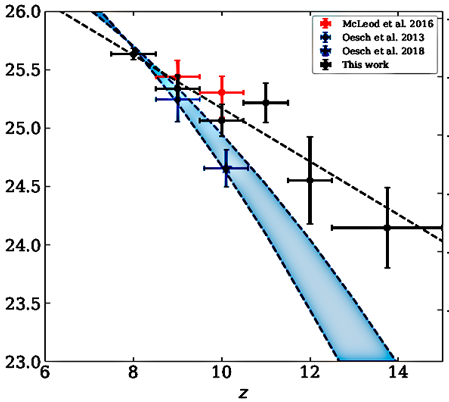 26.0
25.5
25.0
24.5
24.0
23.5
23.0
6
8
10
12
14
z
McLeod et al. 2016
Oesch et al. 2013
Oesch et al. 2018
This work